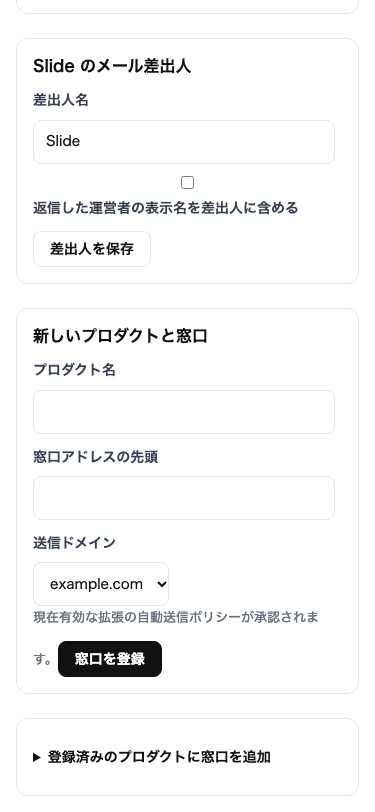 Slide のメール差出人
差出人名
Slide
返信した運営者の表示名を差出人に含める
差出人を保存
新しいプロダクトと窓口
プロダクト名
窓口アドレスの先頭
送信ドメイン
example.com
現在有効な拡張の自動送信ポリシーが承認されま
す。 窓口を登録
登録済みのプロダクトに窓口を追加